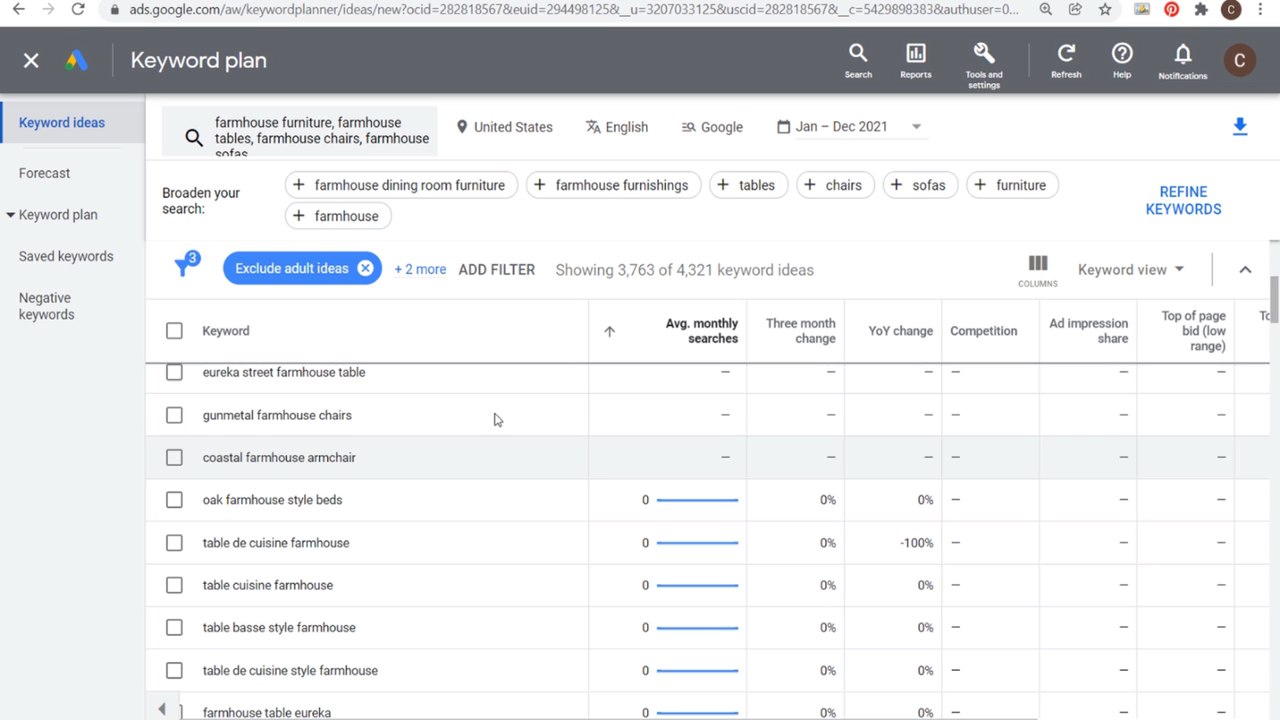 ads.google.com/aw/keywordplanner/ideas/new?ocid=282818567&euid=294498125&__u=3207033125&uscid=282818567&__c=5429898383&authuser=0...
C
Keyword plan
Search
Reports
Tools and
settings
Refresh
Help
Notifications
C
Keyword ideas
Forecast
Keyword plan
Saved keywords
Negative
keywords
farmhouse furniture, farmhouse
tables, farmhouse chairs, farmhouse
sofas
United States
English
Google
Jan – Dec 2021
Broaden your
search:
+ farmhouse dining room furniture
+ farmhouse furnishings
+ tables
+ chairs
+ sofas
+ furniture
+ farmhouse
REFINE
KEYWORDS
3
Exclude adult ideas
+ 2 more
ADD FILTER
Showing 3,763 of 4,321 keyword ideas
COLUMNS
Keyword view
Keyword
Avg. monthly
searches
Three month
change
YoY change
Competition
Ad impression
share
Top of page
bid (low
range)
To
eureka street farmhouse table – – – – – –
gunmetal farmhouse chairs – – – – – –
coastal farmhouse armchair – – – – – –
oak farmhouse style beds 0 0% 0% – – –
table de cuisine farmhouse 0 0% -100% – – –
table cuisine farmhouse 0 0% 0% – – –
table basse style farmhouse 0 0% 0% – – –
table de cuisine style farmhouse 0 0% 0% – – –
farmhouse table eureka 0 0% 0% – – –